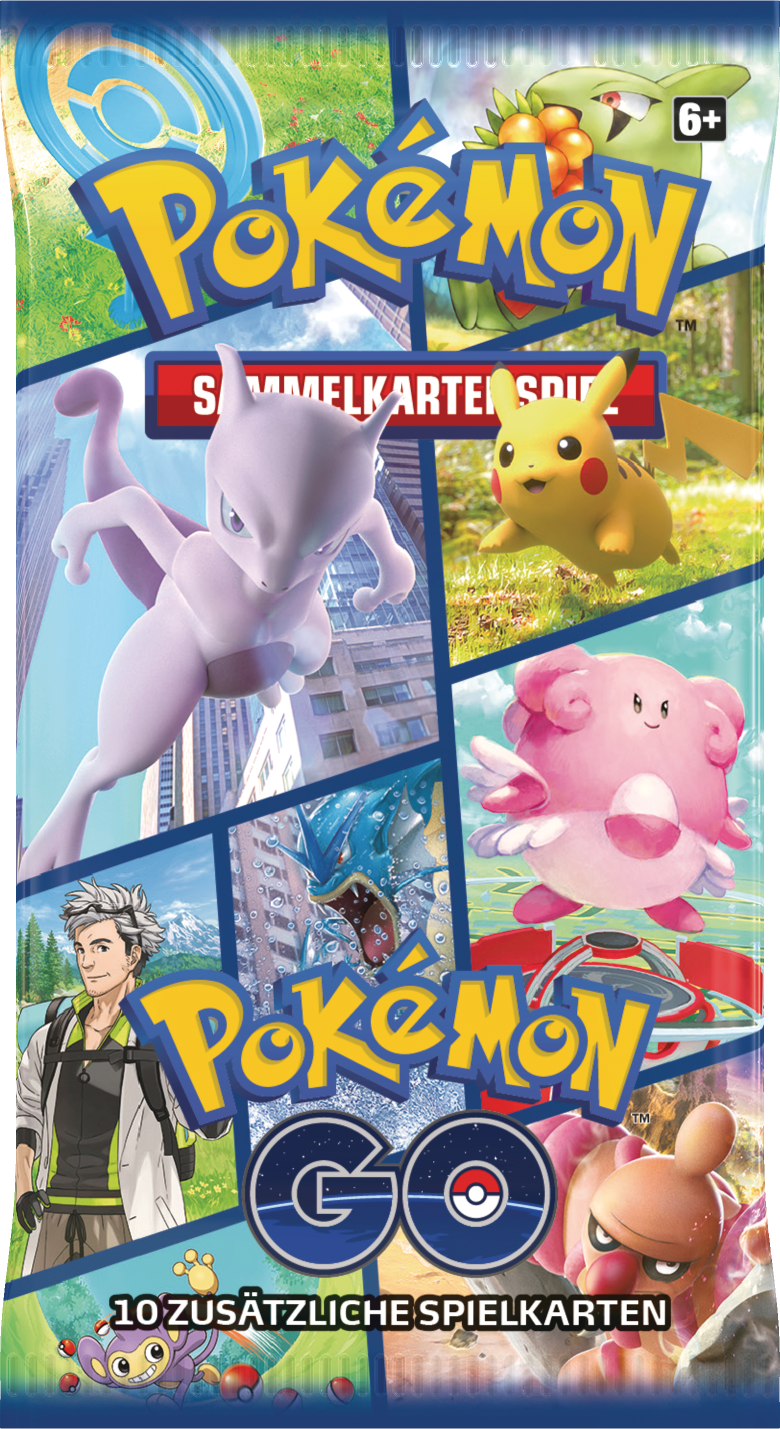 6+
POKéMON
TM
SAMMELKARTENSPIEL
POKéMON
TM
GO
10 ZUSÄTZLICHE SPIELKARTEN